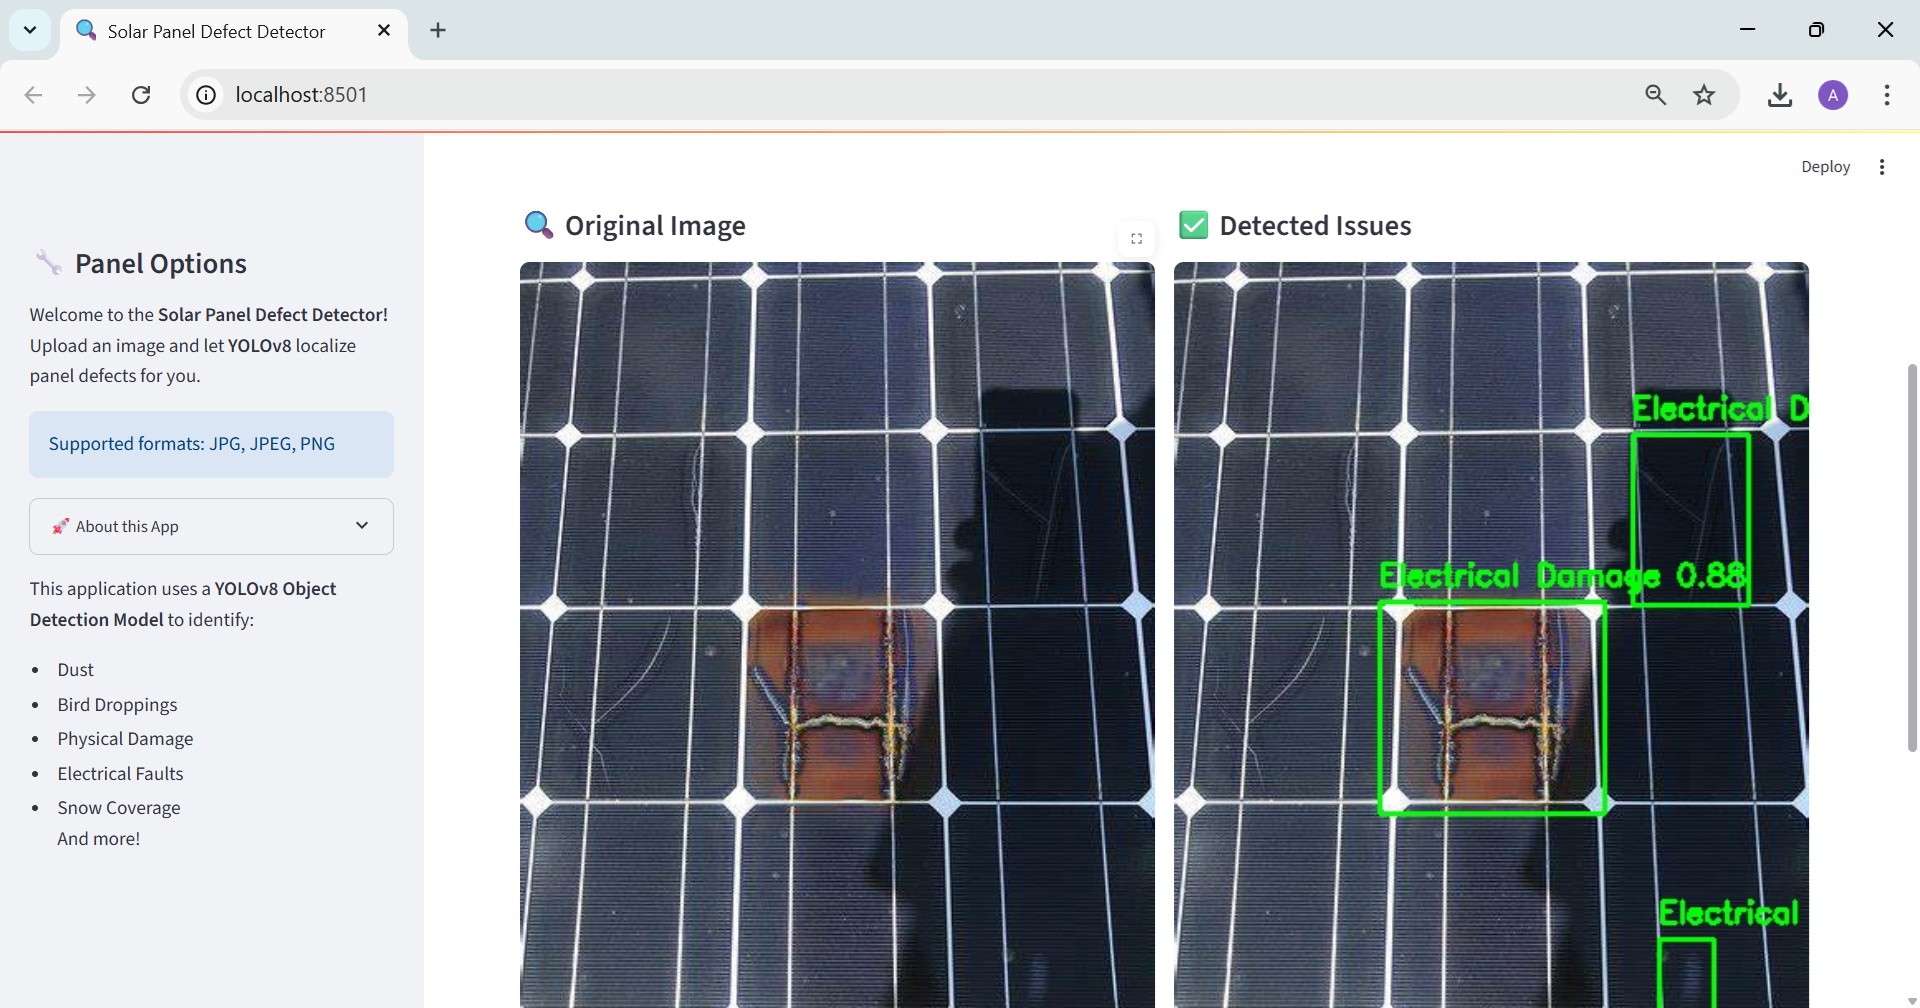 Solar Panel Defect Detector
localhost:8501
A
Deploy
Panel Options
Welcome to the Solar Panel Defect Detector!
Upload an image and let YOLOv8 localize
panel defects for you.
Supported formats: JPG, JPEG, PNG
🚀 About this App
This application uses a YOLOv8 Object
Detection Model to identify:
• Dust
• Bird Droppings
• Physical Damage
• Electrical Faults
• Snow Coverage
And more!
🔍 Original Image
✅ Detected Issues
Electrical D
Electrical Damage 0.88
Electrical